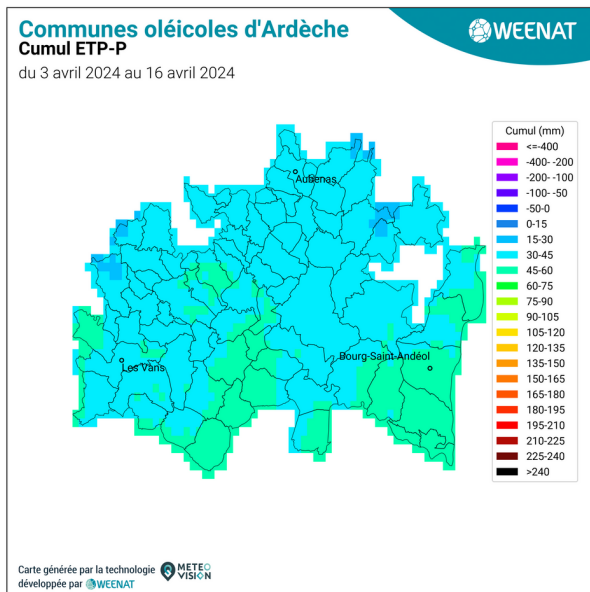 Communes oléicoles d'Ardèche
Cumul ETP-P
du 3 avril 2024 au 16 avril 2024
WEENAT
Cumul (mm)
<=-400
-400- -200
-200- -100
-100- -50
-50-0
0-15
15-30
30-45
45-60
60-75
75-90
90-105
105-120
120-135
135-150
150-165
165-180
180-195
195-210
210-225
225-240
>240
Aubenas
Bourg-Saint-Andéol
Les Vans
Carte générée par la technologie METEO VISION
développée par WEENAT